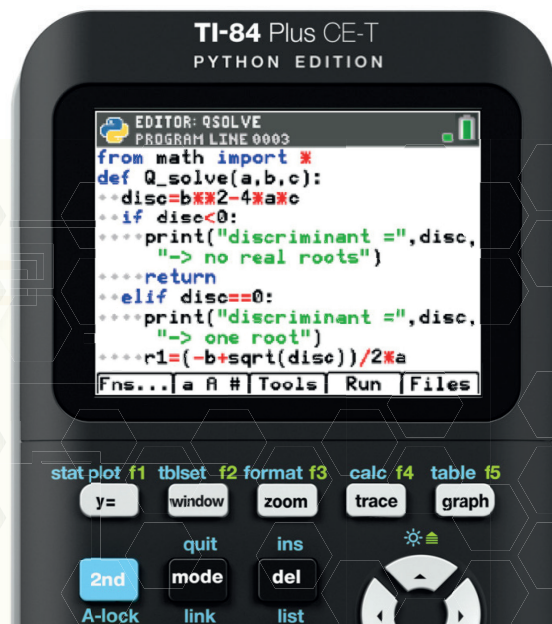 TI-84 Plus CE-T
PYTHON EDITION
EDITOR: QSOLVE
PROGRAM LINE 0003
from math import *
def Q_solve(a,b,c):
disc=b**2-4*a*c
if disc<0:
print("discriminant =",disc,
"-> no real roots")
return
elif disc==0:
print("discriminant =",disc,
"-> one root")
r1=(-b+sqrt(disc))/2*a
Fns... a A # Tools Run Files
stat plot f1 tblset f2 format f3 calc f4 table f5
y= window zoom trace graph
quit ins
2nd mode del
A-lock link list